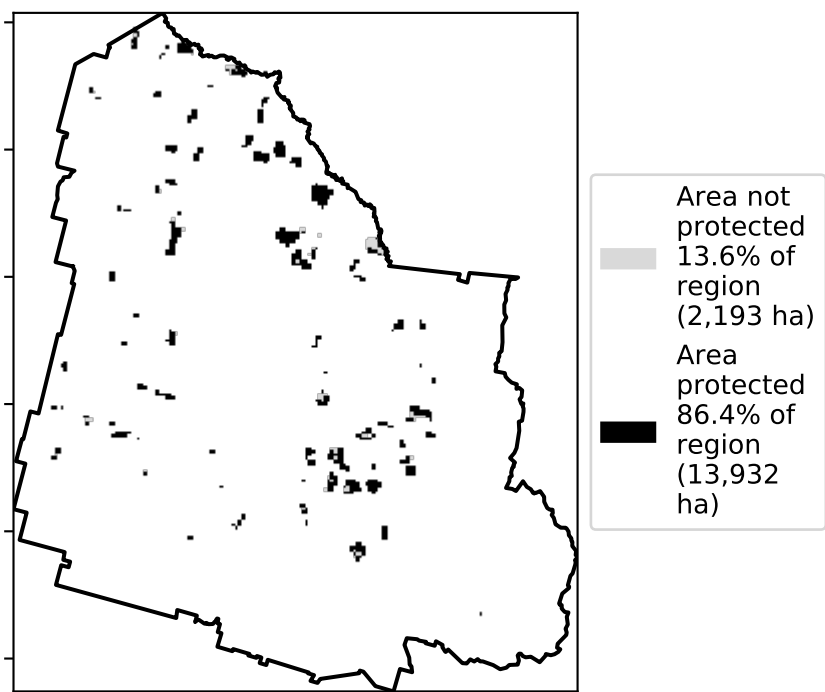 Area not
protected
13.6% of
region
(2,193 ha)
Area
protected
86.4% of
region
(13,932
ha)